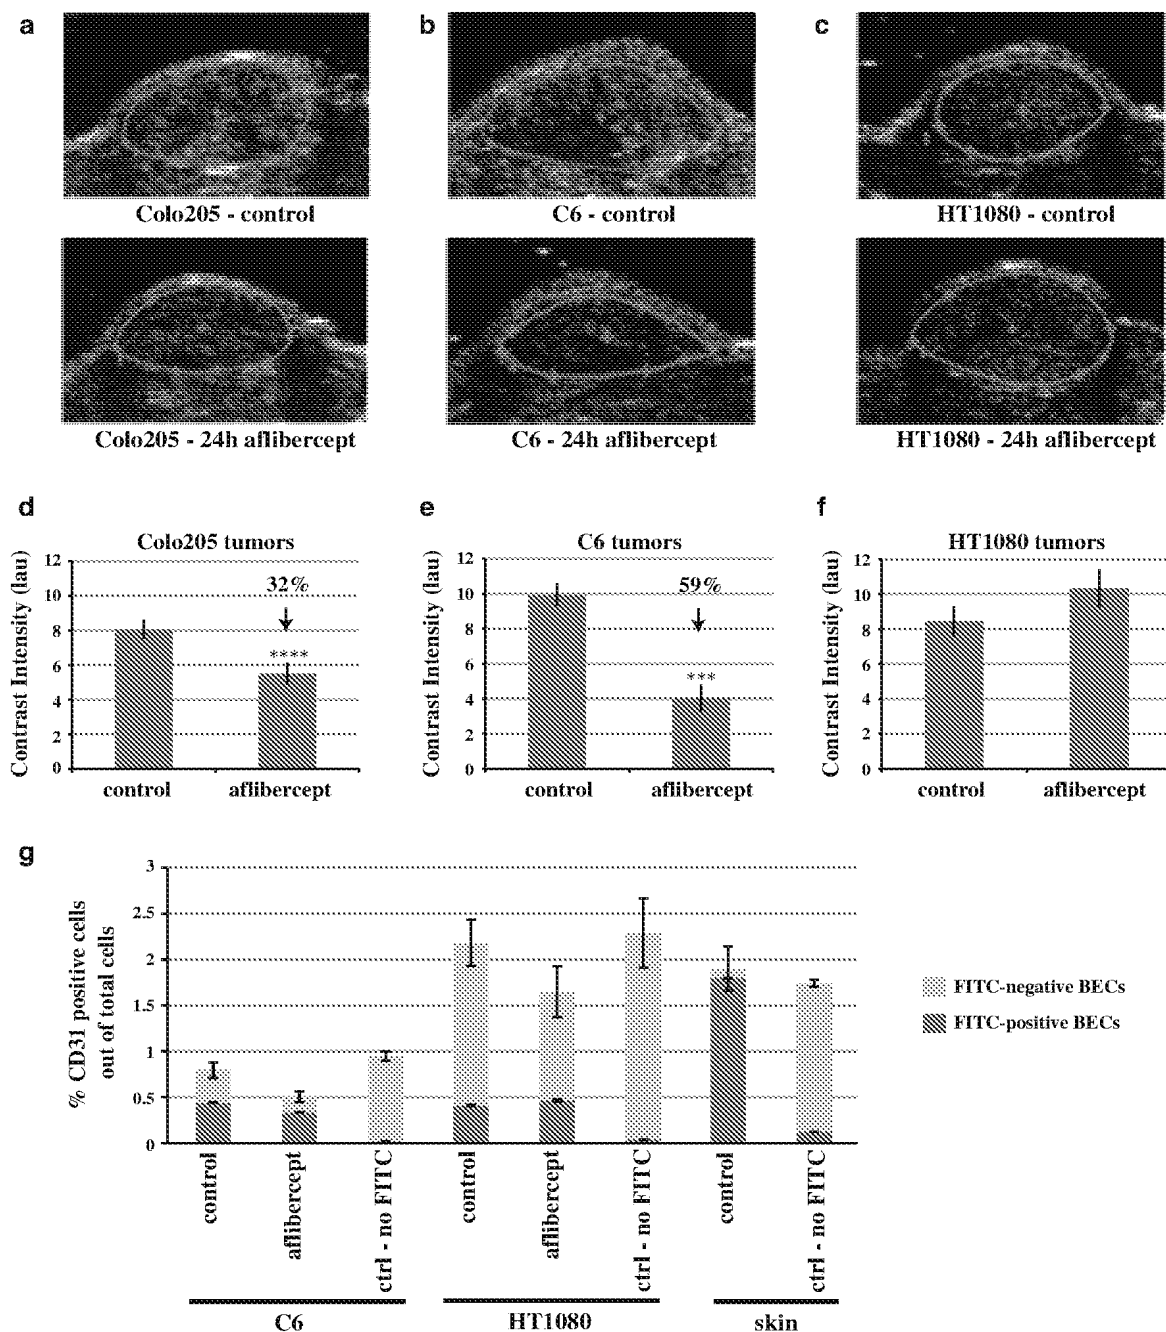 a
b
c
Colo205 - control
C6 - control
HT1080 - control
Colo205 - 24h aflibercept
C6 - 24h aflibercept
HT1080 - 24h aflibercept
d
e
f
Colo205 tumors
C6 tumors
HT1080 tumors
Contrast Intensity (lau)
12
10
8
6
4
2
0
32%
****
control
aflibercept
Contrast Intensity (lau)
12
10
8
6
4
2
0
59%
***
control
aflibercept
Contrast Intensity (lau)
12
10
8
6
4
2
0
control
aflibercept
g
% CD31 positive cells
out of total cells
3
2.5
2
1.5
1
0.5
0
FITC-negative BECs
FITC-positive BECs
control
aflibercept
ctrl - no FITC
control
aflibercept
ctrl - no FITC
control
ctrl - no FITC
C6
HT1080
skin